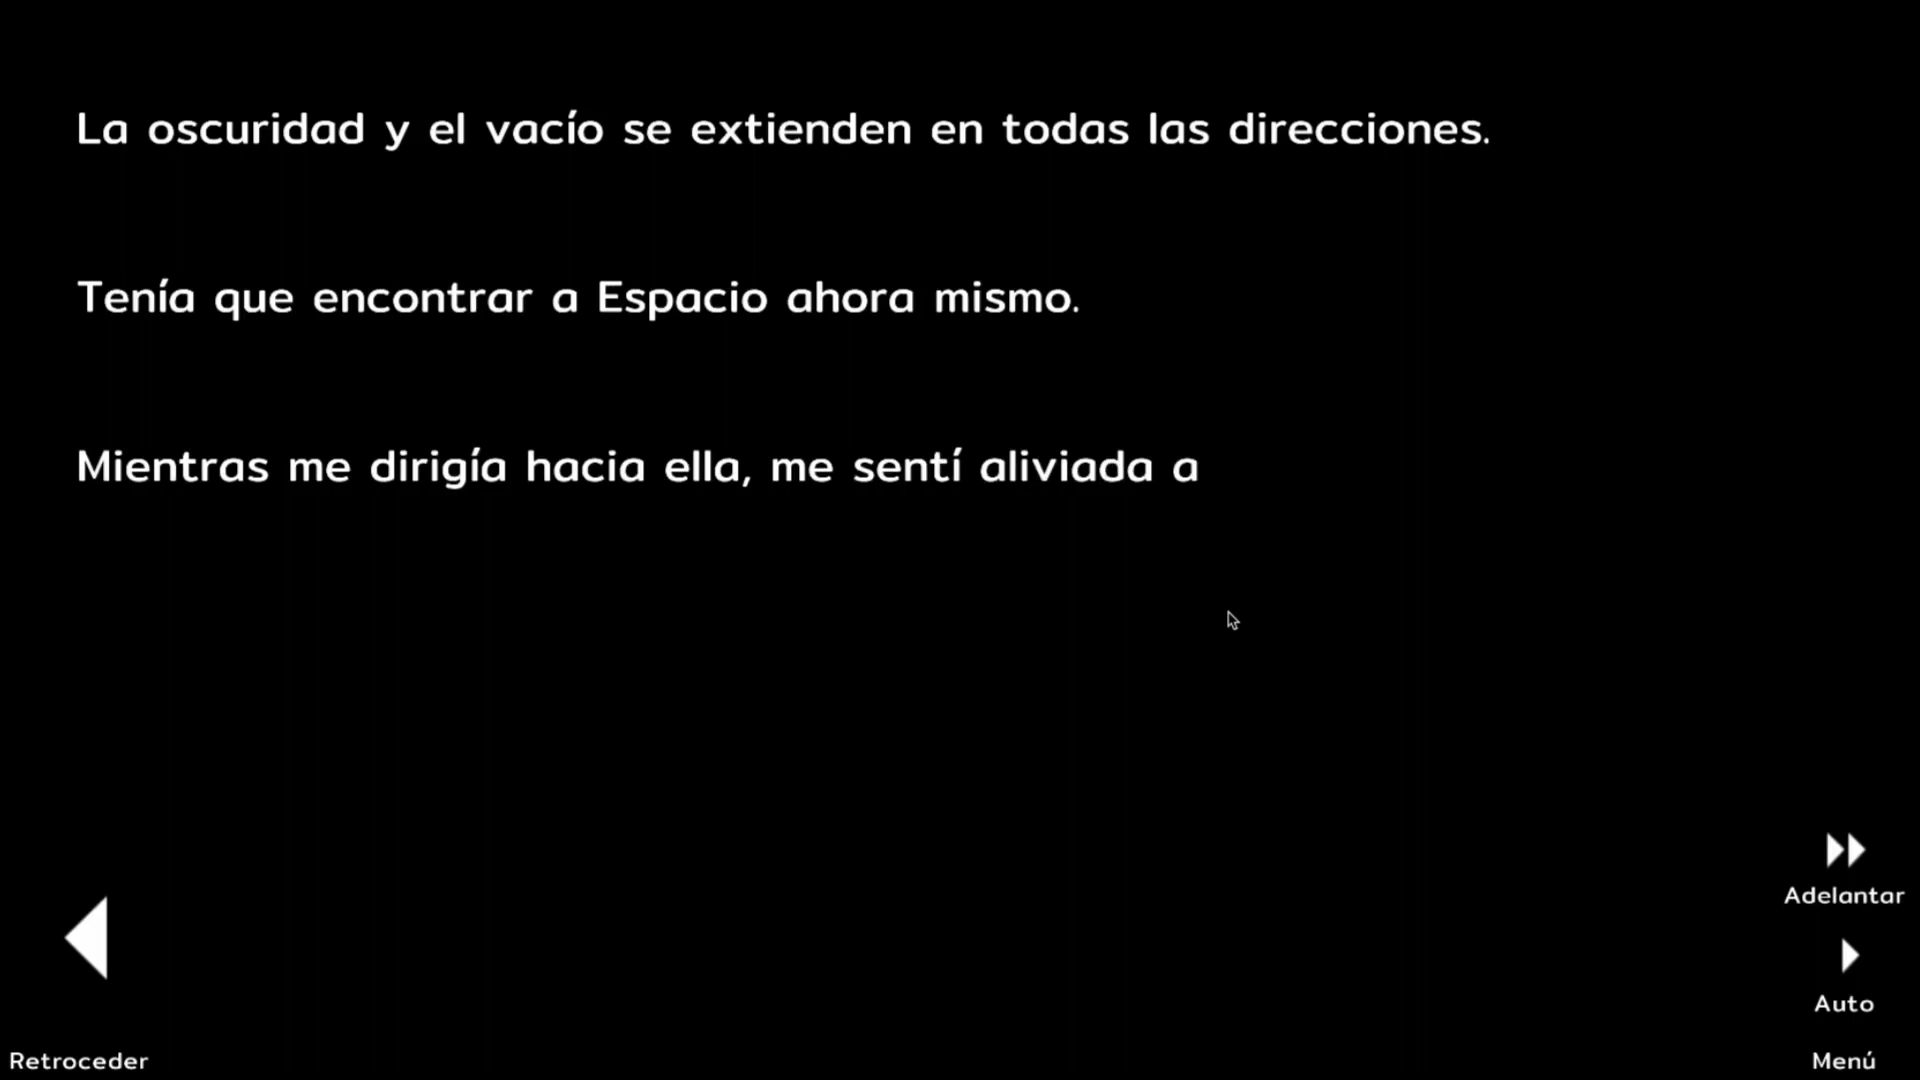 La oscuridad y el vacío se extienden en todas las direcciones.
Tenía que encontrar a Espacio ahora mismo.
Mientras me dirigía hacia ella, me sentí aliviada a
Adelantar
Auto
Retroceder
Menú